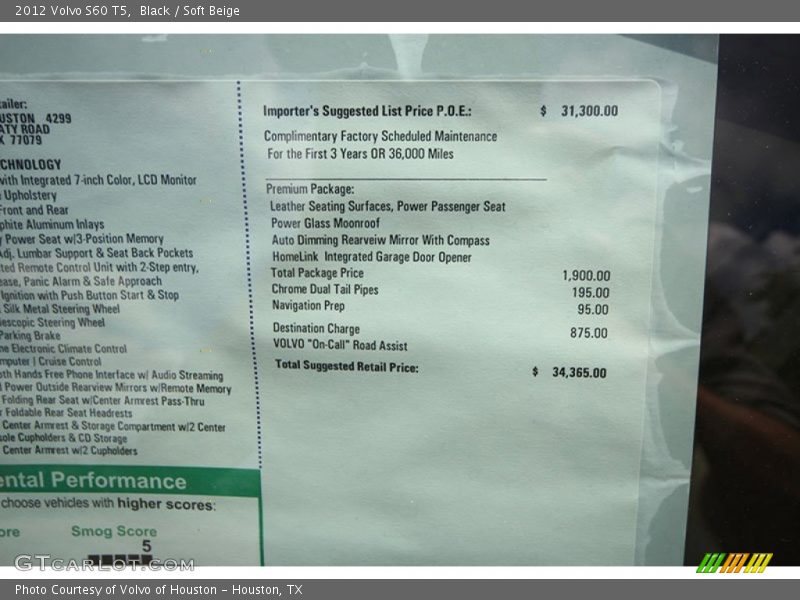 2012 Volvo S60 T5, Black / Soft Beige
ailer:
USTON 4299
ATY ROAD
X 77079
CHNOLOGY
with Integrated 7-inch Color, LCD Monitor
Upholstery
Front and Rear
phite Aluminum Inlays
Power Seat w/3-Position Memory
Adj. Lumbar Support & Seat Back Pockets
ted Remote Control Unit with 2-Step entry,
ease, Panic Alarm & Safe Approach
Ignition with Push Button Start & Stop
Silk Metal Steering Wheel
lescopic Steering Wheel
Parking Brake
ne Electronic Climate Control
mputer | Cruise Control
oth Hands Free Phone Interface w/ Audio Streaming
d Power Outside Rearview Mirrors w/Remote Memory
Folding Rear Seat w/Center Armrest Pass-Thru
r Foldable Rear Seat Headrests
Center Armrest & Storage Compartment w/2 Center
sole Cupholders & CD Storage
Center Armrest w/2 Cupholders
ental Performance
choose vehicles with higher scores:
ore Smog Score
5
Importer's Suggested List Price P.O.E.: $ 31,300.00
Complimentary Factory Scheduled Maintenance
For the First 3 Years OR 36,000 Miles
Premium Package:
Leather Seating Surfaces, Power Passenger Seat
Power Glass Moonroof
Auto Dimming Rearveiw Mirror With Compass
HomeLink Integrated Garage Door Opener
Total Package Price 1,900.00
Chrome Dual Tail Pipes 195.00
Navigation Prep 95.00
Destination Charge 875.00
VOLVO "On-Call" Road Assist
Total Suggested Retail Price: $ 34,365.00
GTcarlot.com
Photo Courtesy of Volvo of Houston - Houston, TX